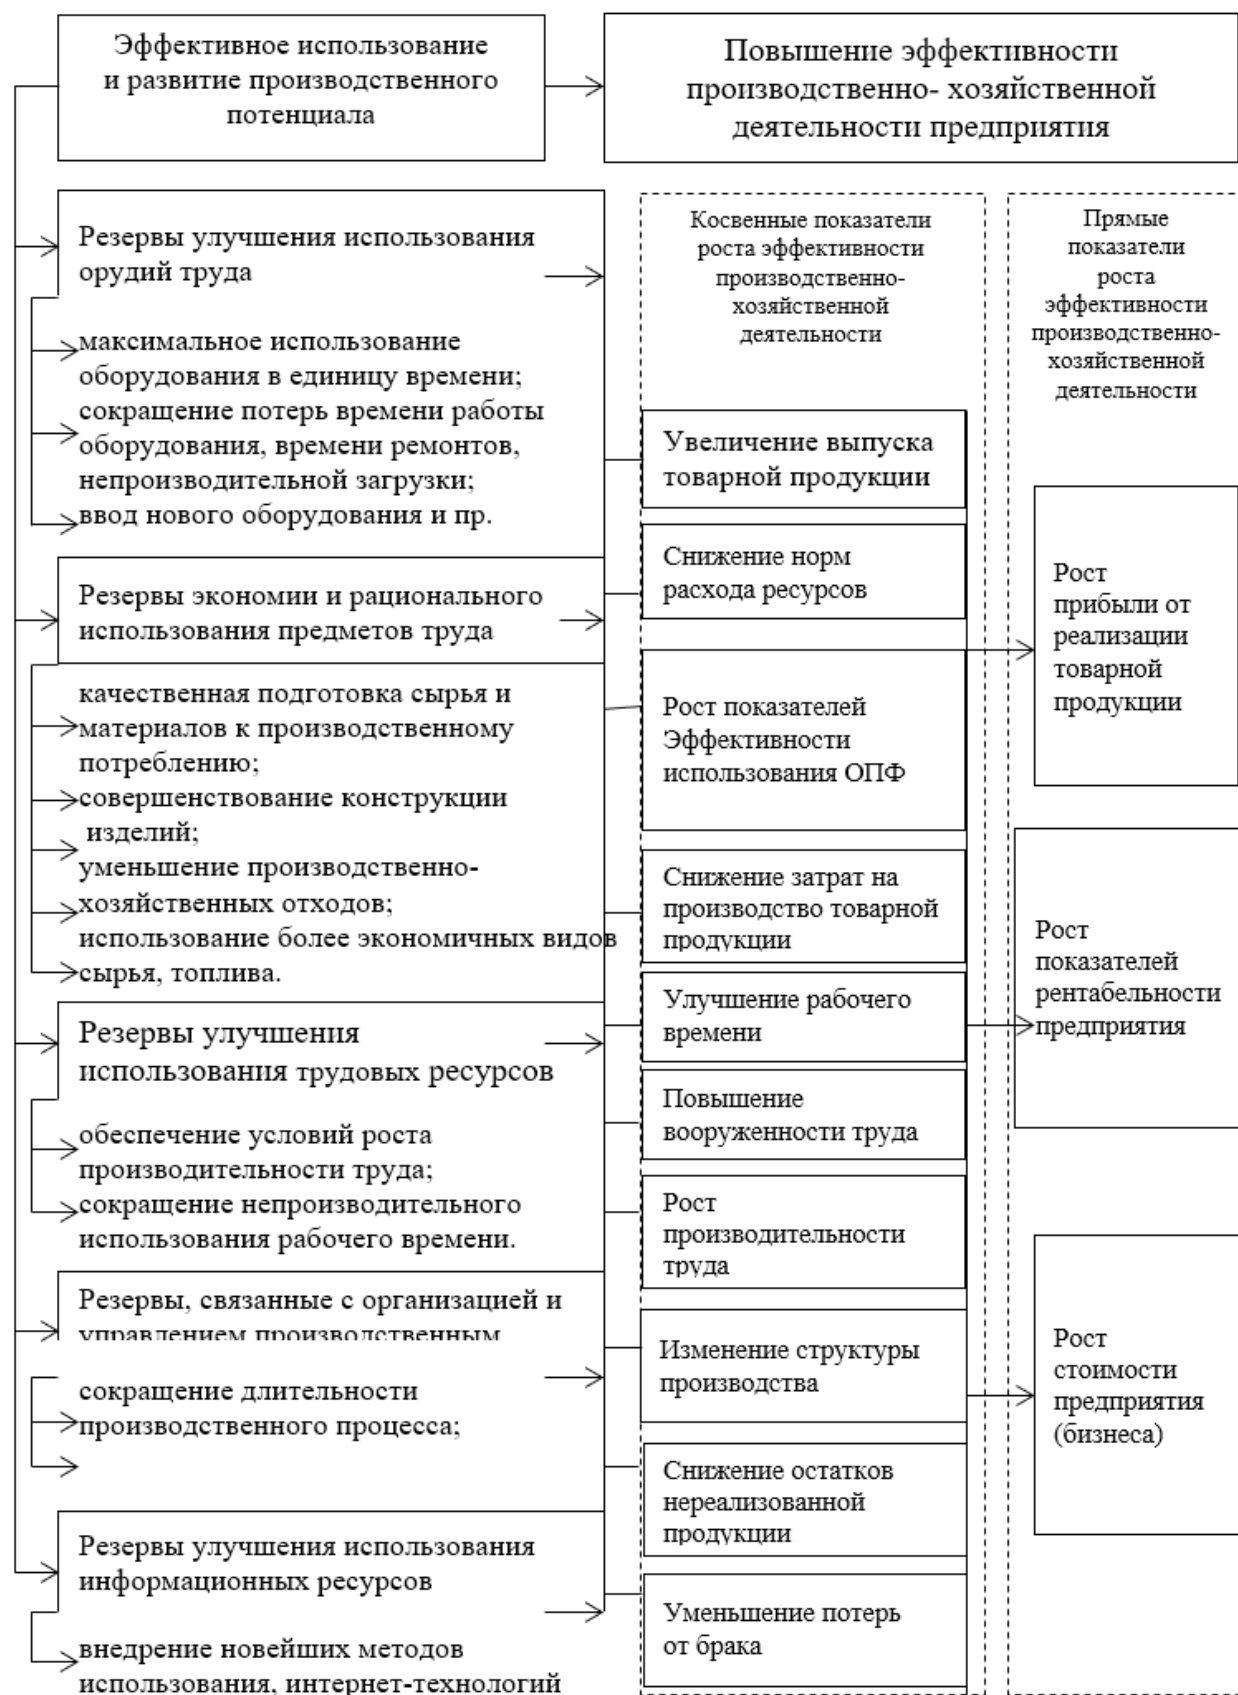 Эффективное использование
и развитие производственного
потенциала
Повышение эффективности
производственно- хозяйственной
деятельности предприятия
Резервы улучшения использования
орудий труда
максимальное использование
оборудования в единицу времени;
сокращение потерь времени работы
оборудования, времени ремонтов,
непроизводительной загрузки;
ввод нового оборудования и пр.
Резервы экономии и рационального
использования предметов труда
качественная подготовка сырья и
материалов к производственному
потреблению;
совершенствование конструкции
изделий;
уменьшение производственно-
хозяйственных отходов;
использование более экономичных видов
сырья, топлива.
Резервы улучшения
использования трудовых ресурсов
обеспечение условий роста
производительности труда;
сокращение непроизводительного
использования рабочего времени.
Резервы, связанные с организацией и
управлением производственным
сокращение длительности
производственного процесса;
Резервы улучшения использования
информационных ресурсов
внедрение новейших методов
использования, интернет-технологий
Косвенные показатели
роста эффективности
производственно-
хозяйственной
деятельности
Увеличение выпуска
товарной продукции
Снижение норм
расхода ресурсов
Рост показателей
Эффективности
использования ОПФ
Снижение затрат на
производство товарной
продукции
Улучшение рабочего
времени
Повышение
вооруженности труда
Рост
производительности
труда
Изменение структуры
производства
Снижение остатков
нереализованной
продукции
Уменьшение потерь
от брака
Прямые
показатели
роста
эффективности
производственно-
хозяйственной
деятельности
Рост
прибыли от
реализации
товарной
продукции
Рост
показателей
рентабельности
предприятия
Рост
стоимости
предприятия
(бизнеса)